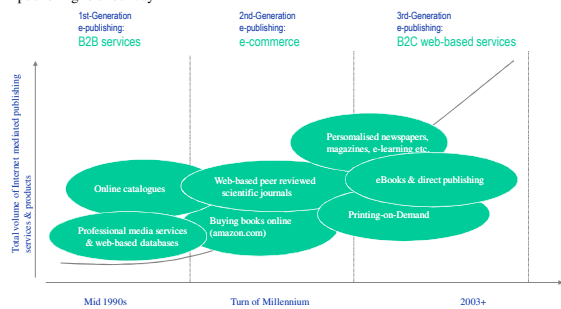 1st-Generation
e-publishing:
B2B services
2nd-Generation
e-publishing:
e-commerce
3rd-Generation
e-publishing:
B2C web-based services
Total volume of Internet mediated publishing
services & products
Personalised newspapers,
magazines, e-learning etc.
Online catalogues
Web-based peer reviewed
scientific journals
eBooks & direct publishing
Professional media services
& web-based databases
Buying books online
(amazon.com)
Printing-on-Demand
Mid 1990s
Turn of Millennium
2003+